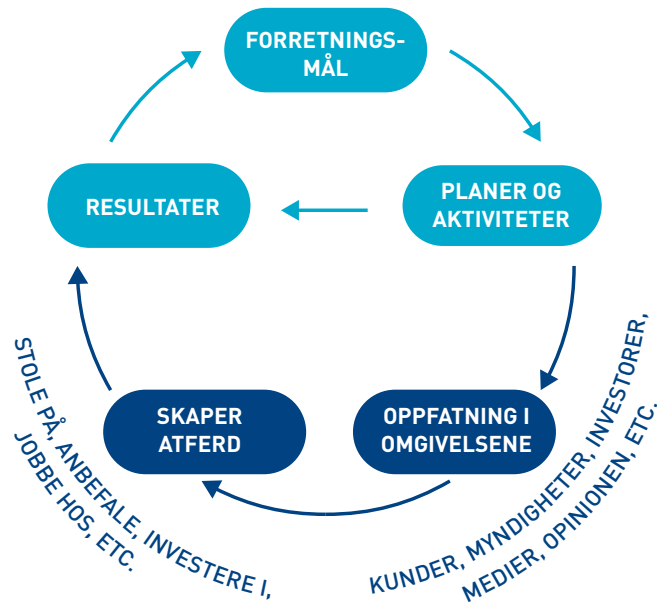 FORRETNINGS-
MÅL
RESULTATER
PLANER OG
AKTIVITETER
SKAPER
ATFERD
OPPFATNING I
OMGIVELSENE
STOLE PÅ, ANBEFALE, INVESTERE I,
JOBBE HOS, ETC.
KUNDER, MYNDIGHETER, INVESTORER,
MEDIER, OPINIONEN, ETC.